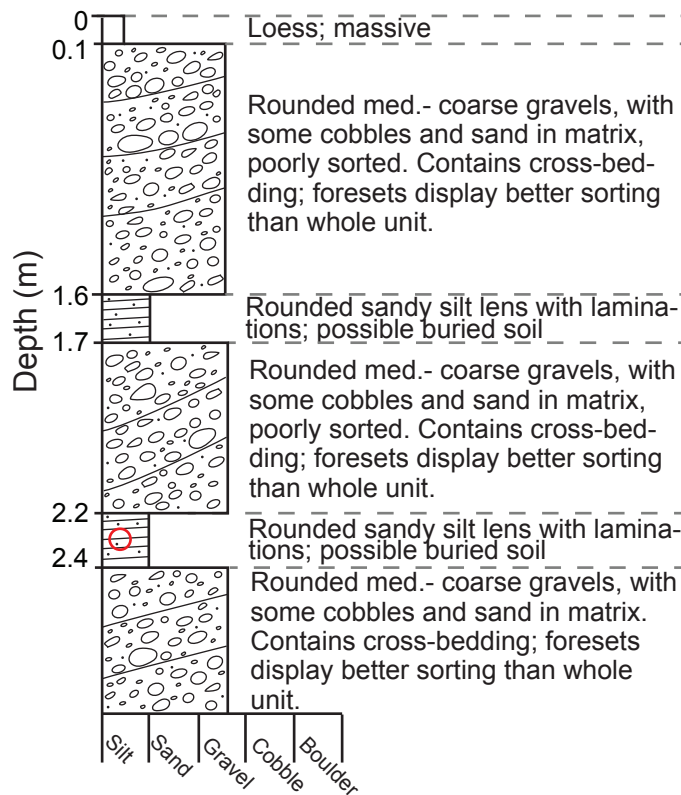 0
Loess; massive
0.1
Rounded med.- coarse gravels, with
some cobbles and sand in matrix,
poorly sorted. Contains cross-bed-
ding; foresets display better sorting
than whole unit.
Depth (m)
1.6
Rounded sandy silt lens with lamina-
tions; possible buried soil
1.7
Rounded med.- coarse gravels, with
some cobbles and sand in matrix,
poorly sorted. Contains cross-bed-
ding; foresets display better sorting
than whole unit.
2.2
Rounded sandy silt lens with lamina-
tions; possible buried soil
2.4
Rounded med.- coarse gravels, with
some cobbles and sand in matrix.
Contains cross-bedding; foresets
display better sorting than whole
unit.
Silt
Sand
Gravel
Cobble
Boulder